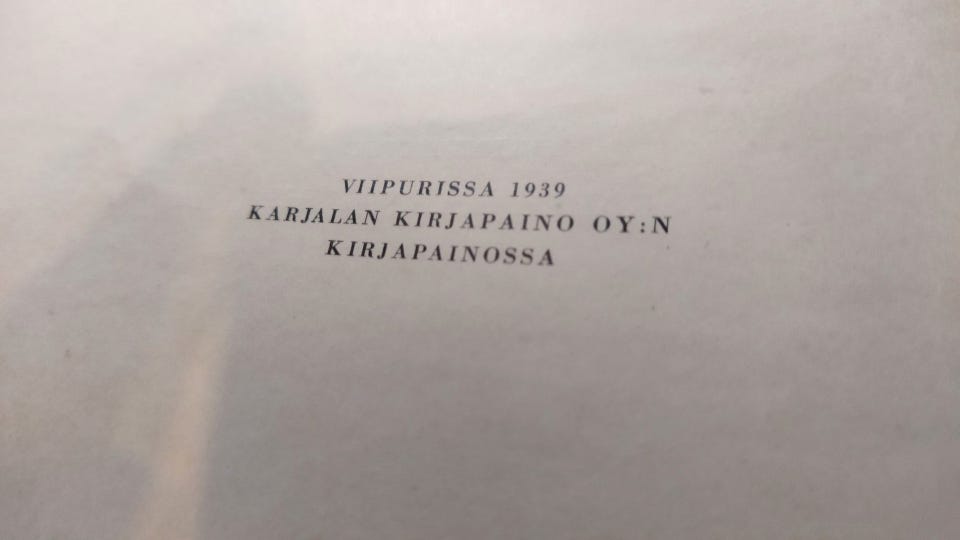 VIIPURISSA 1939
KARJALAN KIRJAPAINO OY:N
KIRJAPAINOSSA